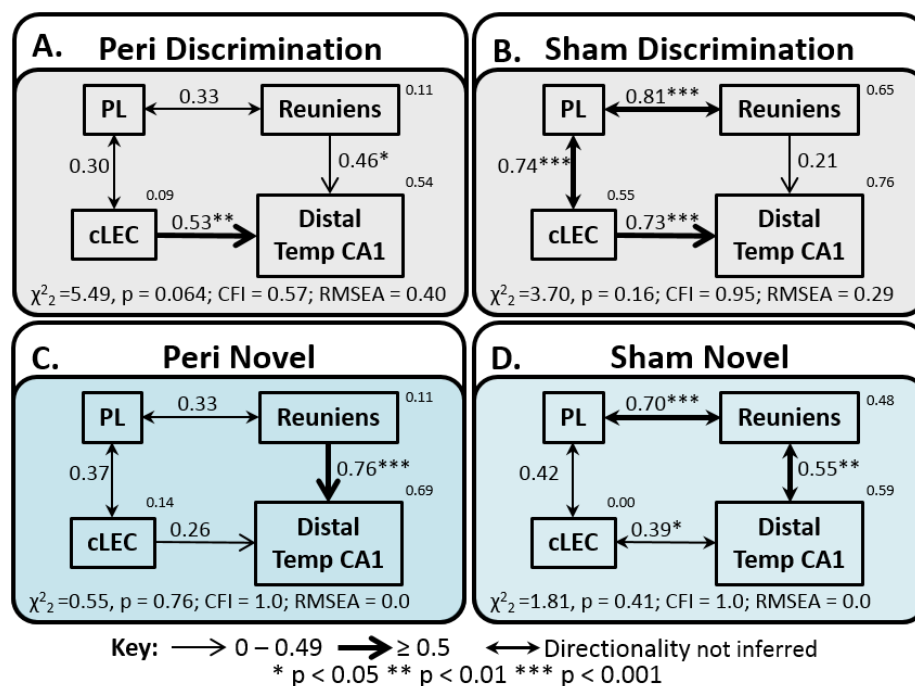 A. Peri Discrimination
PL
0.33
Reuniens
0.11
0.30
0.46*
0.09
0.54
cLEC
0.53**
Distal
Temp CA1
χ²₂ =5.49, p = 0.064; CFI = 0.57; RMSEA = 0.40
B. Sham Discrimination
PL
0.81***
Reuniens
0.65
0.74***
0.21
0.55
0.76
cLEC
0.73***
Distal
Temp CA1
χ²₂ =3.70, p = 0.16; CFI = 0.95; RMSEA = 0.29
C. Peri Novel
PL
0.33
Reuniens
0.11
0.37
0.76***
0.14
0.69
cLEC
0.26
Distal
Temp CA1
χ²₂ =0.55, p = 0.76; CFI = 1.0; RMSEA = 0.0
D. Sham Novel
PL
0.70***
Reuniens
0.48
0.42
0.55**
0.00
0.59
cLEC
0.39*
Distal
Temp CA1
χ²₂ =1.81, p = 0.41; CFI = 1.0; RMSEA = 0.0
Key: 0 – 0.49 ≥ 0.5 Directionality not inferred
* p < 0.05 ** p < 0.01 *** p < 0.001